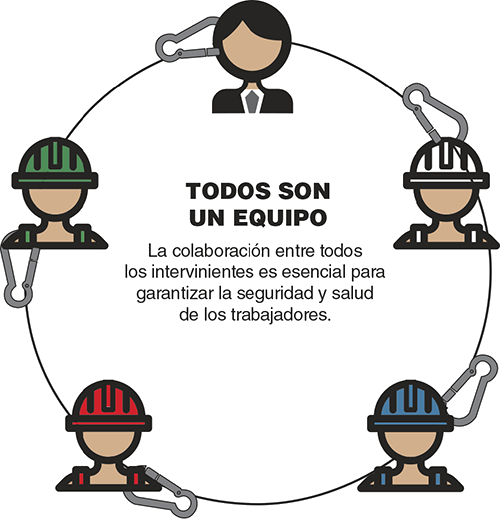 TODOS SON
UN EQUIPO
La colaboración entre todos
los intervinientes es esencial para
garantizar la seguridad y salud
de los trabajadores.